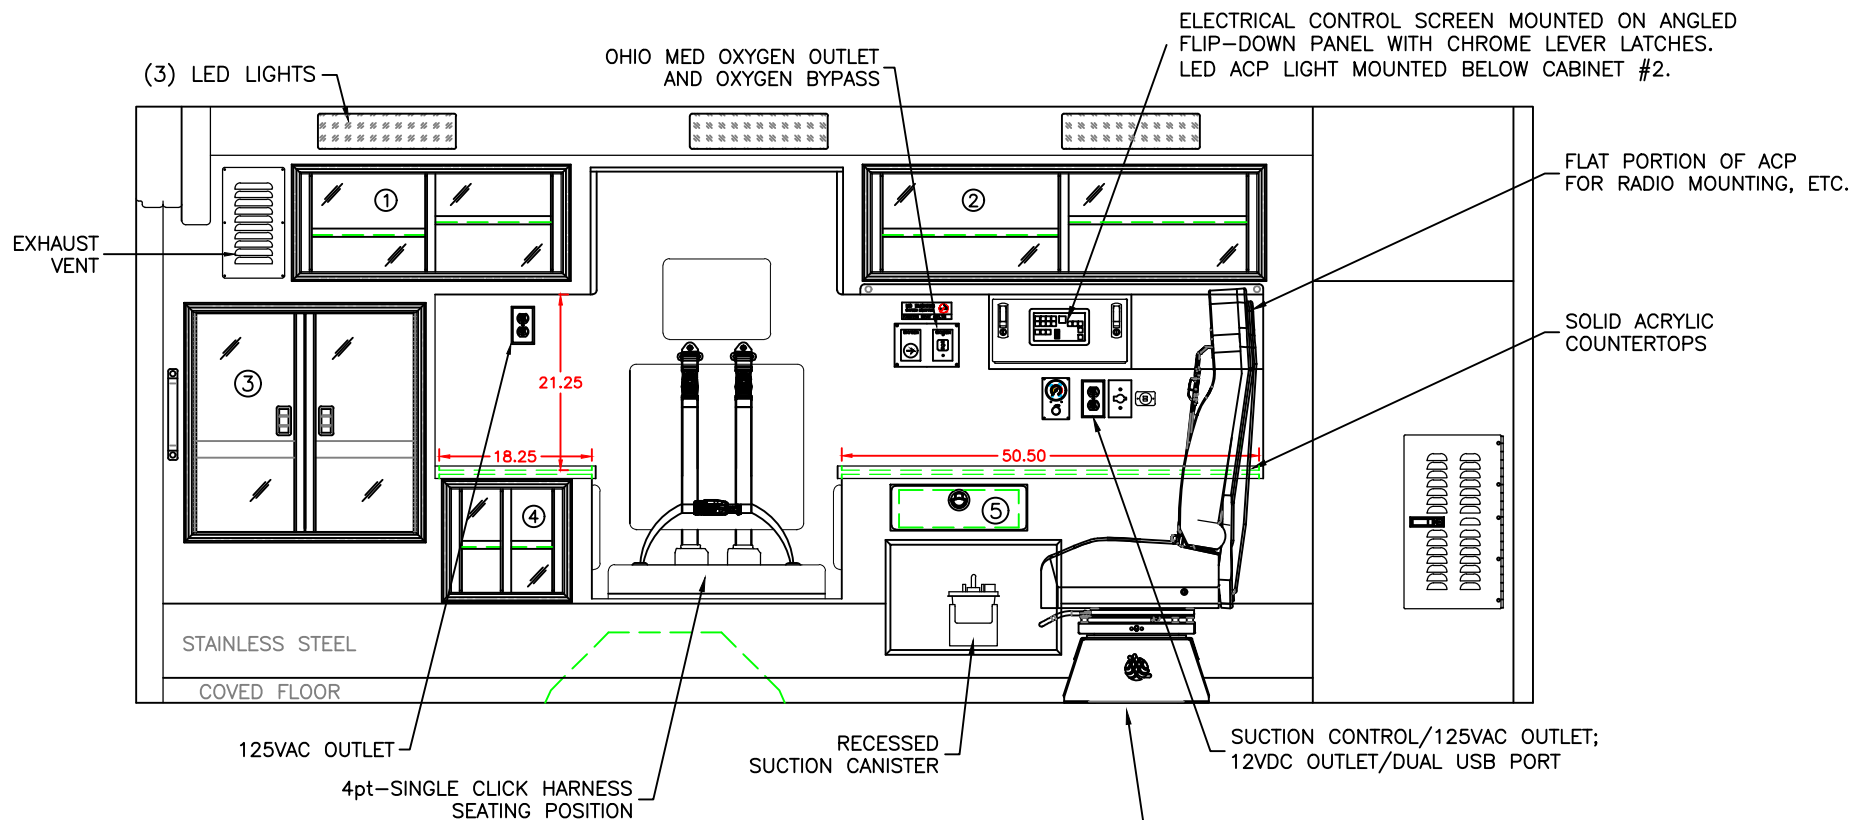 ELECTRICAL CONTROL SCREEN MOUNTED ON ANGLED
FLIP-DOWN PANEL WITH CHROME LEVER LATCHES.
LED ACP LIGHT MOUNTED BELOW CABINET #2.
OHIO MED OXYGEN OUTLET
AND OXYGEN BYPASS
(3) LED LIGHTS
FLAT PORTION OF ACP
FOR RADIO MOUNTING, ETC.
1
2
EXHAUST
VENT
SOLID ACRYLIC
COUNTERTOPS
3
21.25
18.25
50.50
4
5
STAINLESS STEEL
COVED FLOOR
125VAC OUTLET
RECESSED
SUCTION CANISTER
SUCTION CONTROL/125VAC OUTLET;
12VDC OUTLET/DUAL USB PORT
4pt-SINGLE CLICK HARNESS
SEATING POSITION